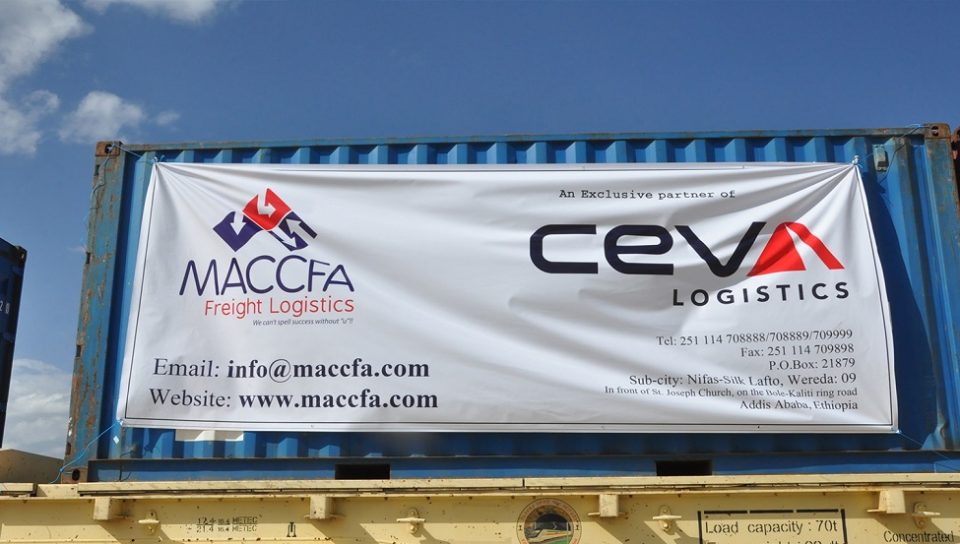 MACCFA
Freight Logistics
We can't spell success without "u"!!
Email: info@maccfa.com
Website: www.maccfa.com
An Exclusive partner of
CEVA
LOGISTICS
Tel: 251 114 708888/708889/709999
Fax: 251 114 709898
P.O.Box: 21879
Sub-city: Nifas-Silk Lafto, Wereda: 09
In front of St. Joseph Church, on the Bole-Kaliti ring road
Addis Ababa, Ethiopia
METEC
METEC
Load capacity : 70t
Concentrated